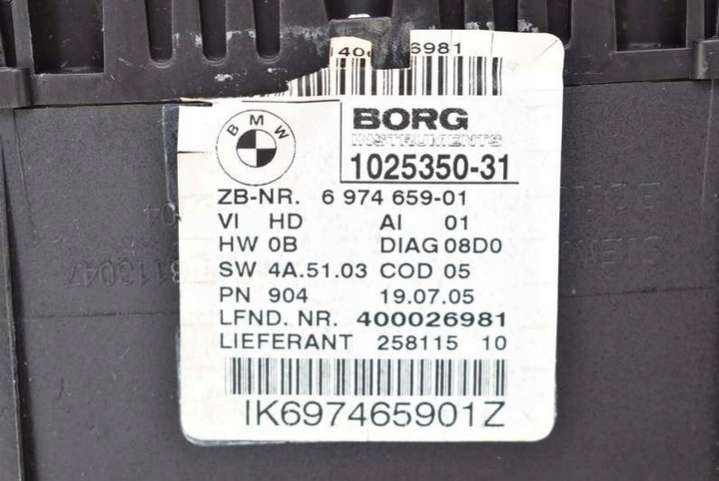 6981
BMW
BORG
INSTRUMENTS
1025350-31
ZB-NR. 6 974 659-01
VI HD AI 01
HW 0B DIAG 08D0
SW 4A.51.03 COD 05
PN 904 19.07.05
LFND. NR. 400026981
LIEFERANT 258115 10
IK697465901Z